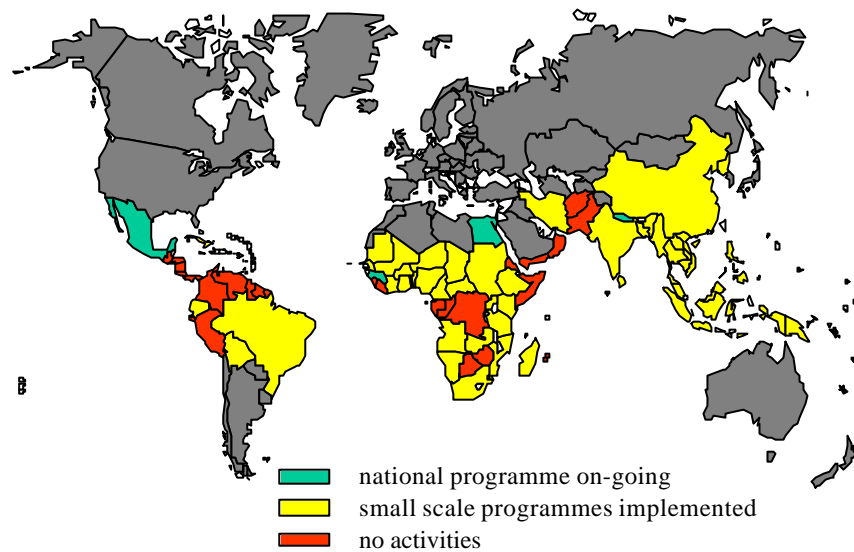 national programme on-going
small scale programmes implemented
no activities